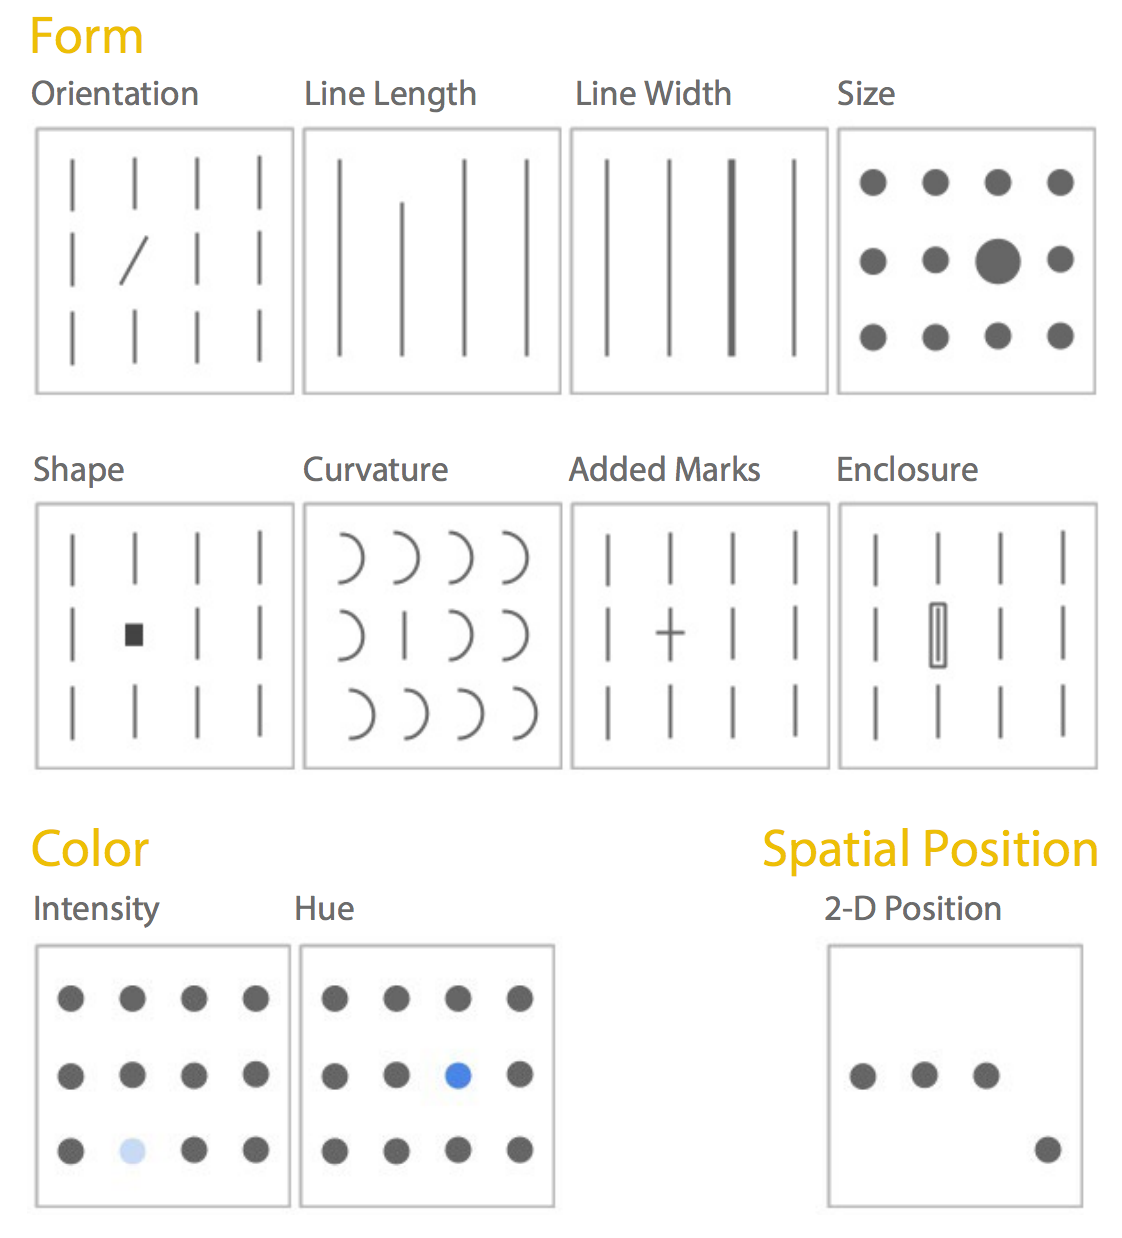 Form
Orientation
Line Length
Line Width
Size
Shape
Curvature
Added Marks
Enclosure
Color
Spatial Position
Intensity
Hue
2-D Position